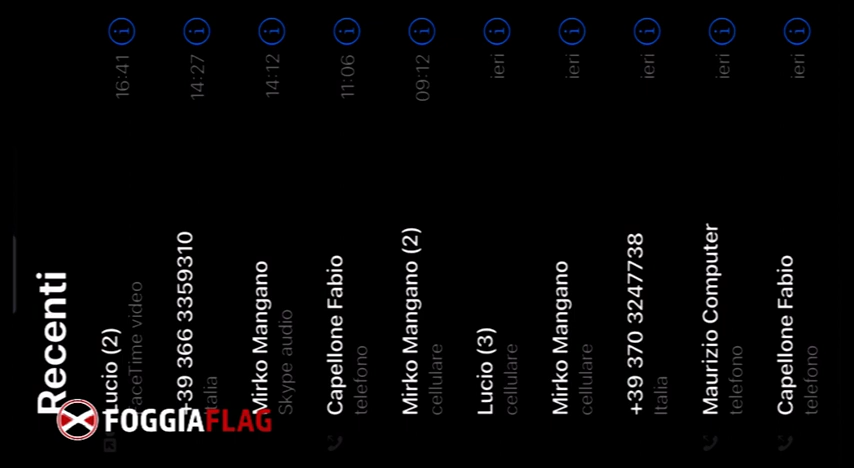 Recenti
Lucio (2)
FaceTime video
16:41
+39 366 3359310
Italia
14:27
Mirko Mangano
Skype audio
14:12
Capellone Fabio
telefono
11:06
Mirko Mangano (2)
cellulare
09:12
Lucio (3)
cellulare
ieri
Mirko Mangano
cellulare
ieri
+39 370 3247738
Italia
ieri
Maurizio Computer
telefono
ieri
Capellone Fabio
telefono
ieri
FOGGIAFLAG